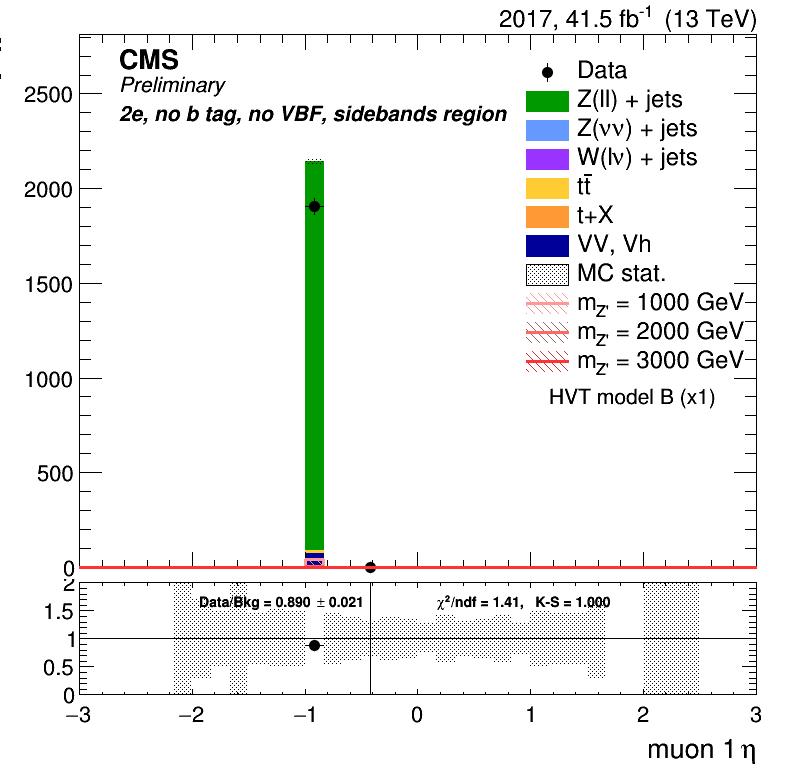 2017, 41.5 fb⁻¹ (13 TeV)
CMS
Preliminary
2e, no b tag, no VBF, sidebands region
Data
Z(ll) + jets
Z(νν) + jets
W(lν) + jets
tt̄
t+X
VV, Vh
MC stat.
m_Z' = 1000 GeV
m_Z' = 2000 GeV
m_Z' = 3000 GeV
HVT model B (x1)
2500
2000
1500
1000
500
0
Data/Bkg = 0.890 ± 0.021
χ²/ndf = 1.41, K-S = 1.000
2
1.5
1
0.5
0
−3 −2 −1 0 1 2 3
muon 1 η